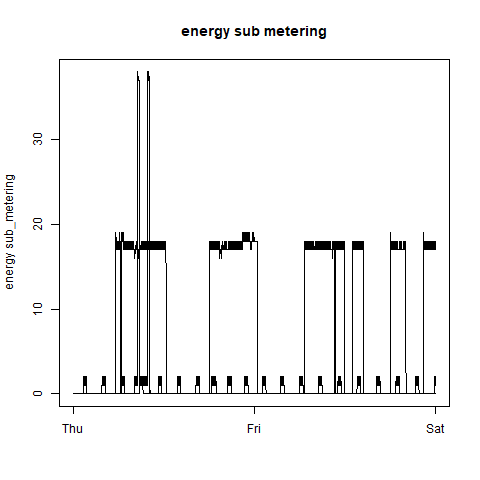 energy sub metering
energy sub_metering
30
20
10
0
Thu
Fri
Sat